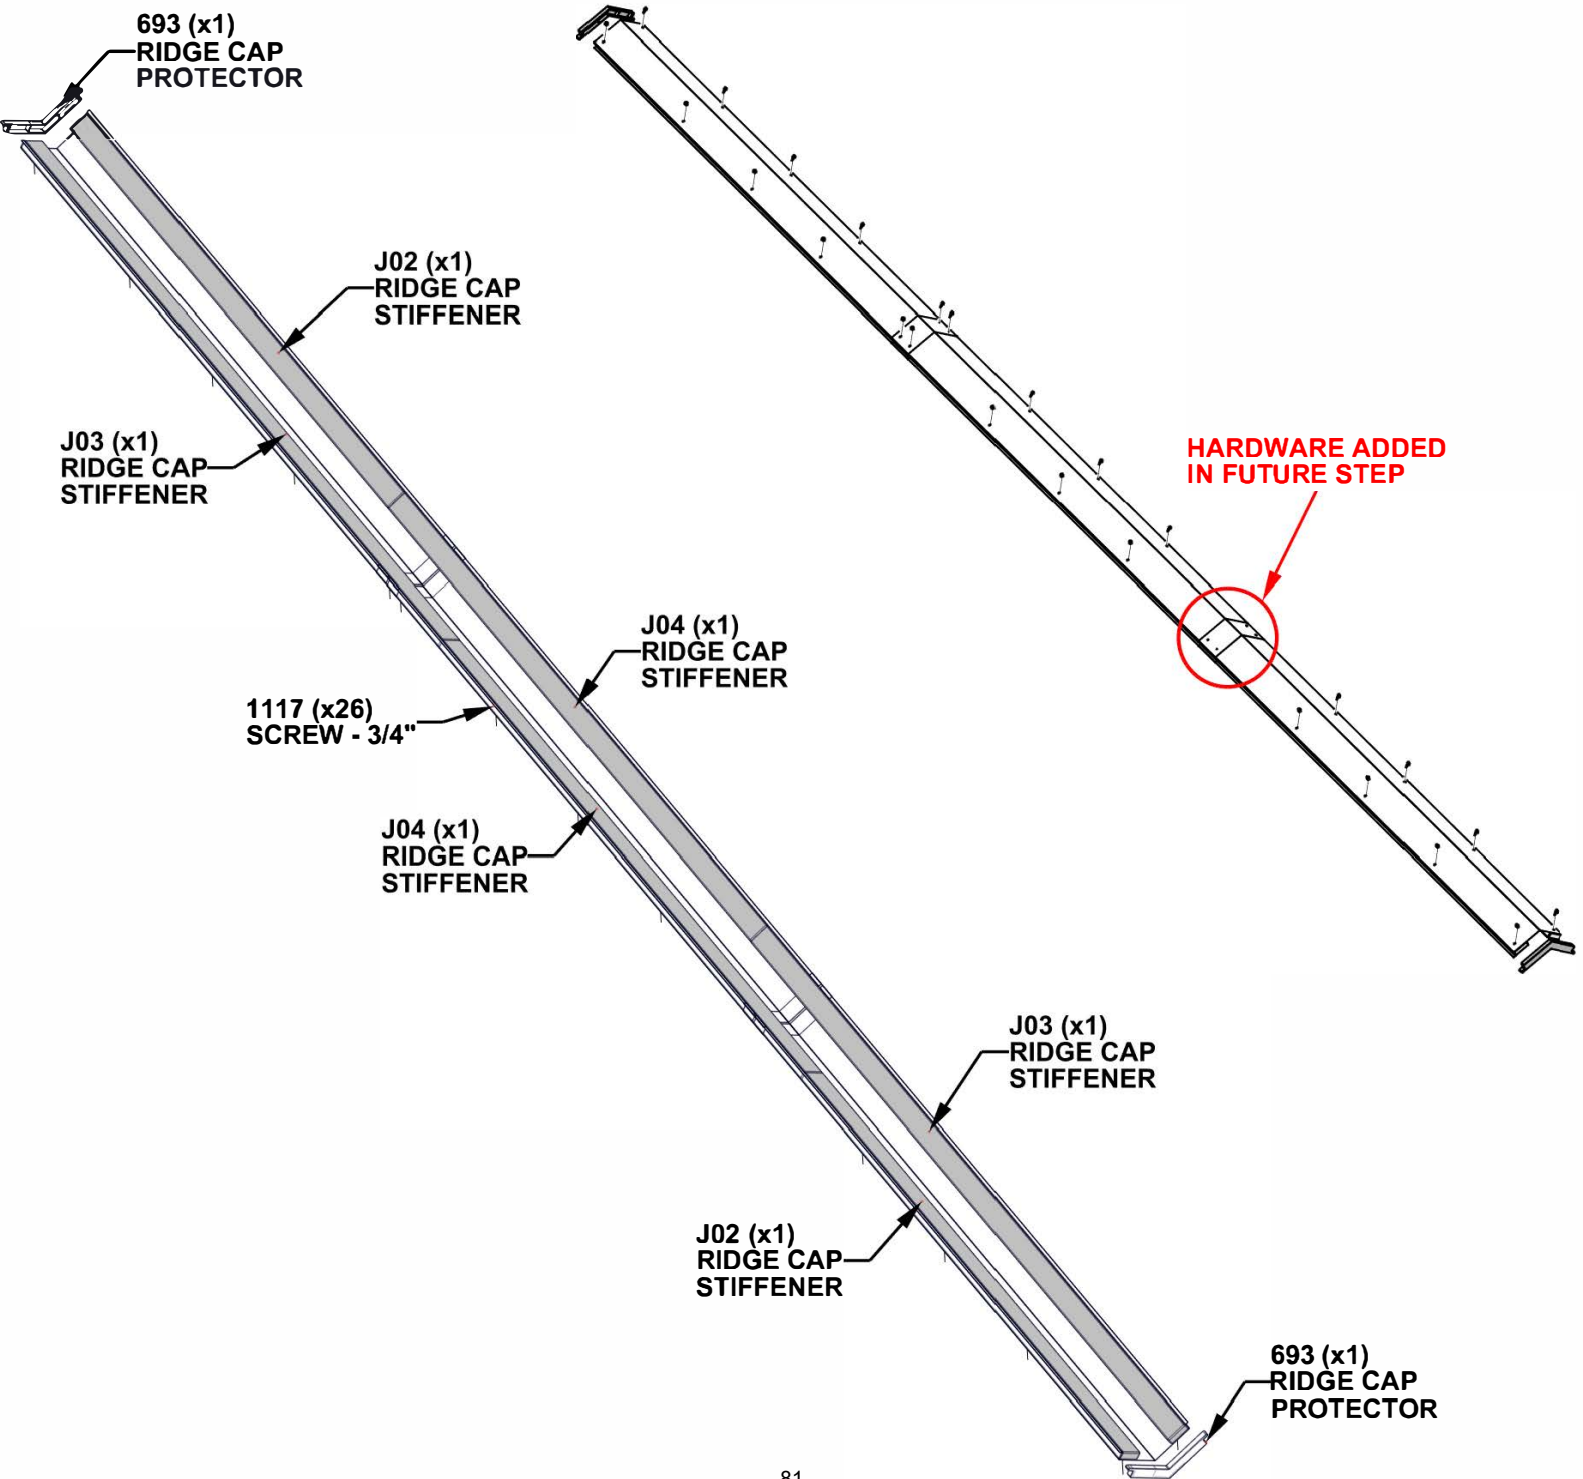 693 (x1)
RIDGE CAP
PROTECTOR
J02 (x1)
RIDGE CAP
STIFFENER
J03 (x1)
RIDGE CAP
STIFFENER
HARDWARE ADDED
IN FUTURE STEP
J04 (x1)
RIDGE CAP
STIFFENER
1117 (x26)
SCREW - 3/4"
J04 (x1)
RIDGE CAP
STIFFENER
J03 (x1)
RIDGE CAP
STIFFENER
J02 (x1)
RIDGE CAP
STIFFENER
693 (x1)
RIDGE CAP
PROTECTOR
81